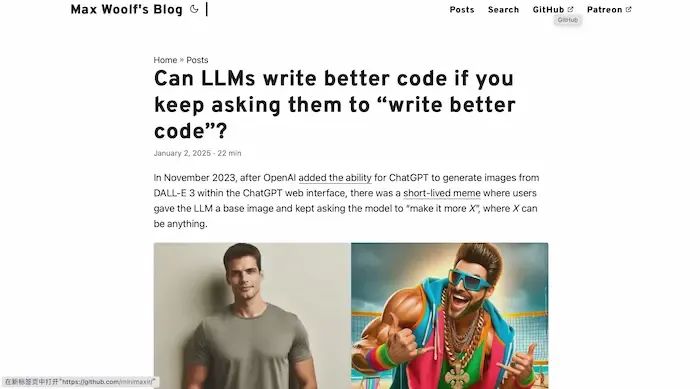 Max Woolf's Blog
Posts Search GitHub Patreon
GitHub
Home » Posts
Can LLMs write better code if you
keep asking them to “write better
code”?
January 2, 2025 · 22 min
In November 2023, after OpenAI added the ability for ChatGPT to generate images from
DALL-E 3 within the ChatGPT web interface, there was a short-lived meme where users
gave the LLM a base image and kept asking the model to “make it more X”, where X can
be anything.
在新标签页中打开"https://github.com/minimaxir/"